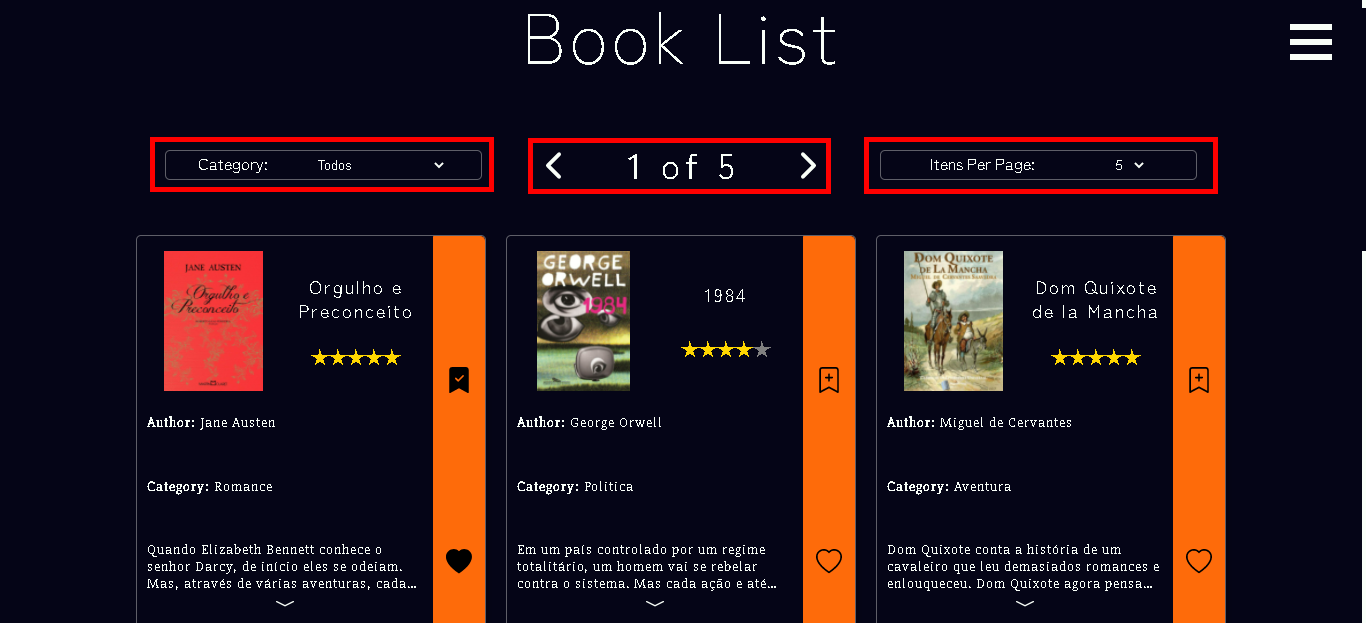 Book List
Category: Todos
1 of 5
Itens Per Page: 5
JANE AUSTEN
Orgulho e
Preconceito
Orgulho e
Preconceito
Author: Jane Austen
Category: Romance
Quando Elizabeth Bennett conhece o
senhor Darcy, de início eles se odeiam.
Mas, através de várias aventuras, cada...
GEORGE
ORWELL
1984
1984
Author: George Orwell
Category: Política
Em um país controlado por um regime
totalitário, um homem vai se rebelar
contra o sistema. Mas cada ação e até...
DOM QUIXOTE
DE LA MANCHA
MIGUEL DE CERVANTES SAAVEDRA
Dom Quixote
de la Mancha
Author: Miguel de Cervantes
Category: Aventura
Dom Quixote conta a história de um
cavaleiro que leu demasiados romances e
enlouqueceu. Dom Quixote agora pensa...